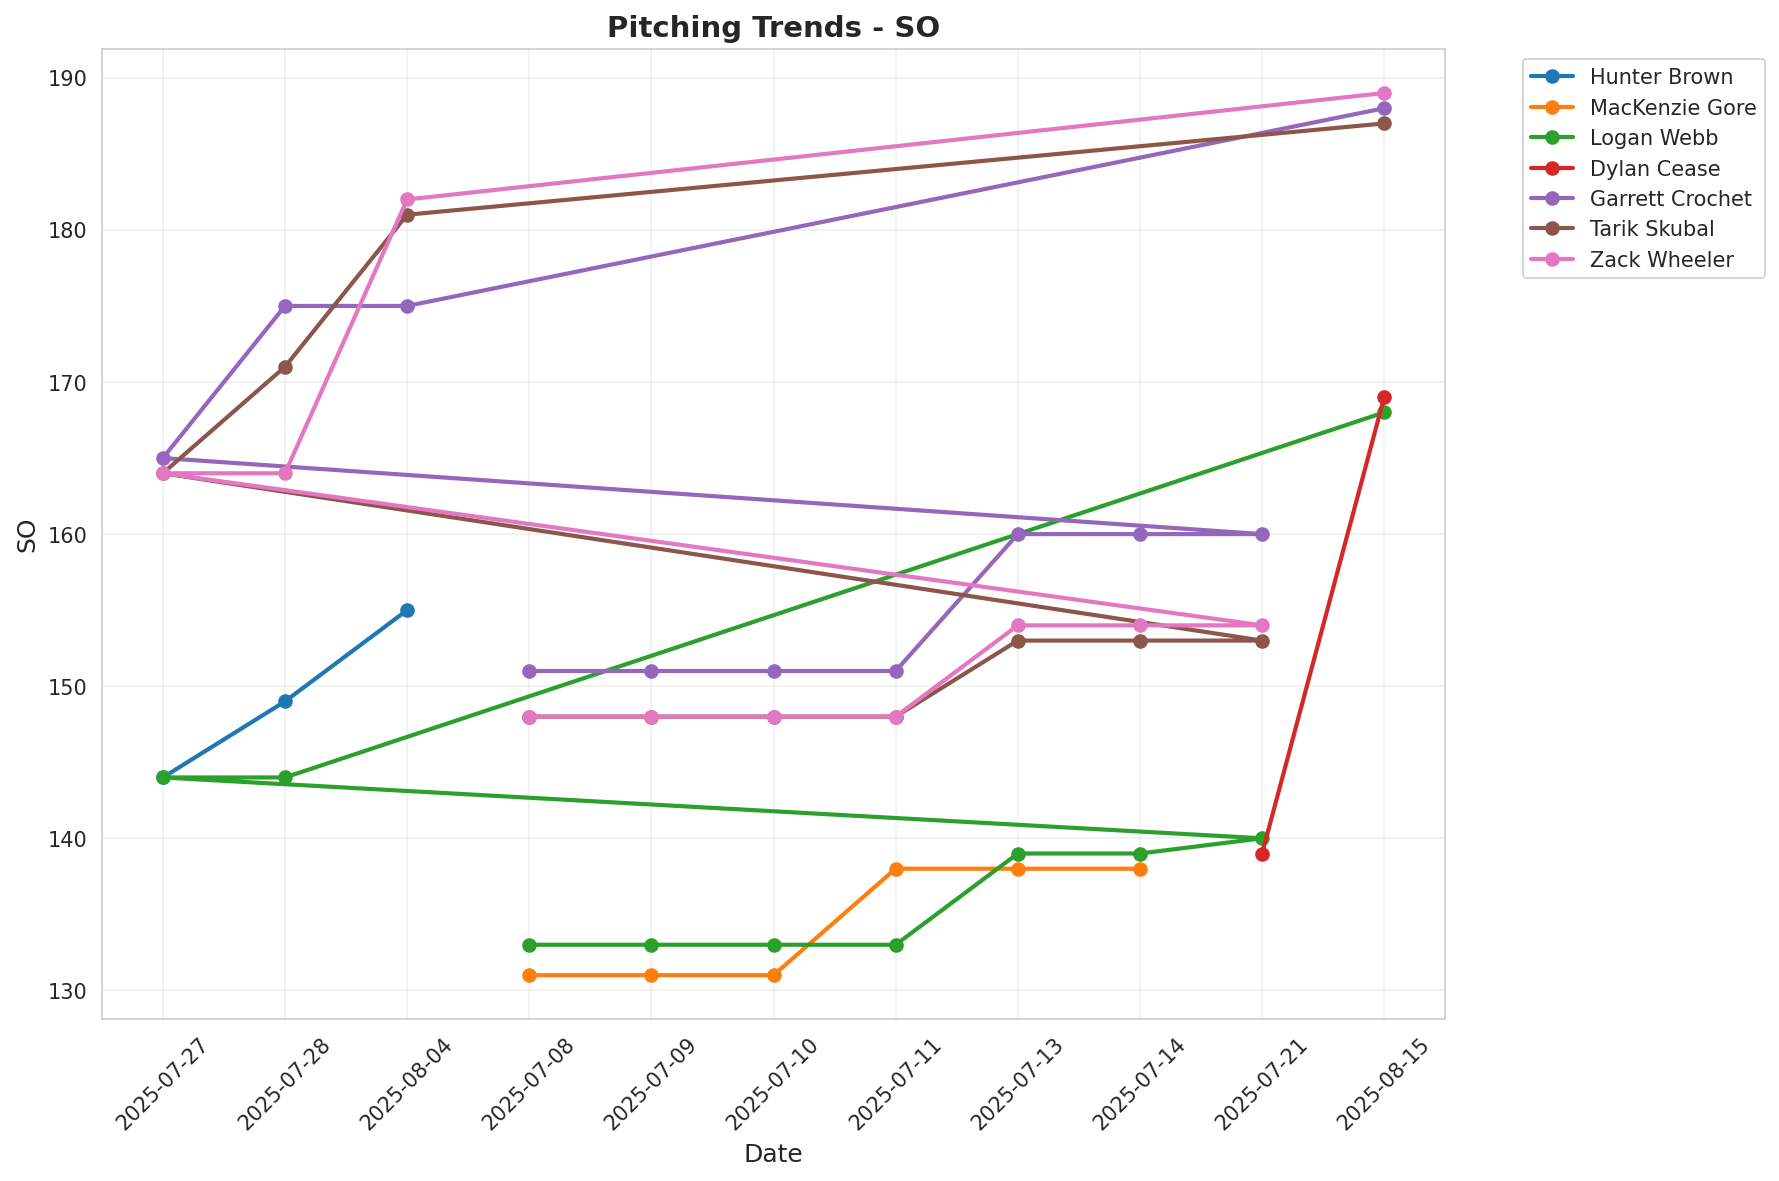 Pitching Trends - SO
190
180
170
160
150
140
130
SO
2025-07-27
2025-07-28
2025-08-04
2025-07-08
2025-07-09
2025-07-10
2025-07-11
2025-07-13
2025-07-14
2025-07-21
2025-08-15
Date
Hunter Brown
MacKenzie Gore
Logan Webb
Dylan Cease
Garrett Crochet
Tarik Skubal
Zack Wheeler